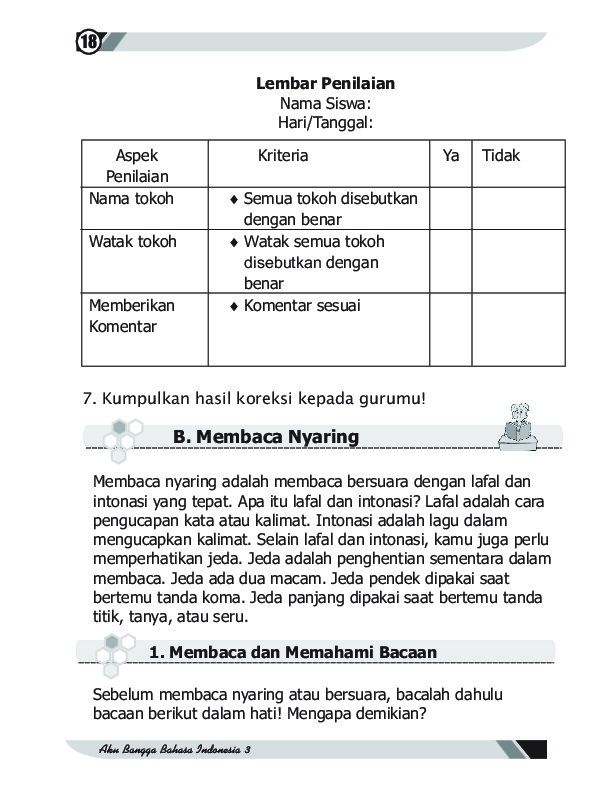 18
Lembar Penilaian
Nama Siswa:
Hari/Tanggal:
Aspek Penilaian Kriteria Ya Tidak
Nama tokoh ♦ Semua tokoh disebutkan
dengan benar
Watak tokoh ♦ Watak semua tokoh
disebutkan dengan
benar
Memberikan ♦ Komentar sesuai
Komentar
7. Kumpulkan hasil koreksi kepada gurumu!
B. Membaca Nyaring
Membaca nyaring adalah membaca bersuara dengan lafal dan
intonasi yang tepat. Apa itu lafal dan intonasi? Lafal adalah cara
pengucapan kata atau kalimat. Intonasi adalah lagu dalam
mengucapkan kalimat. Selain lafal dan intonasi, kamu juga perlu
memperhatikan jeda. Jeda adalah penghentian sementara dalam
membaca. Jeda ada dua macam. Jeda pendek dipakai saat
bertemu tanda koma. Jeda panjang dipakai saat bertemu tanda
titik, tanya, atau seru.
1. Membaca dan Memahami Bacaan
Sebelum membaca nyaring atau bersuara, bacalah dahulu
bacaan berikut dalam hati! Mengapa demikian?
Aku Bangga Bahasa Indonesia 3